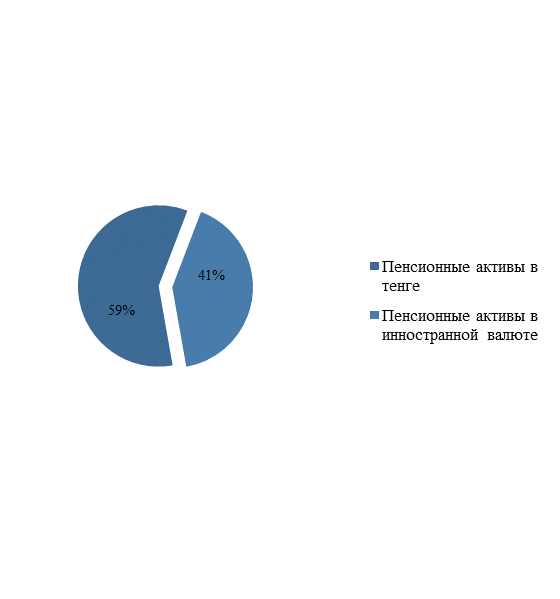 41%
59%
Пенсионные активы в
тенге
Пенсионные активы в
инностранной валюте